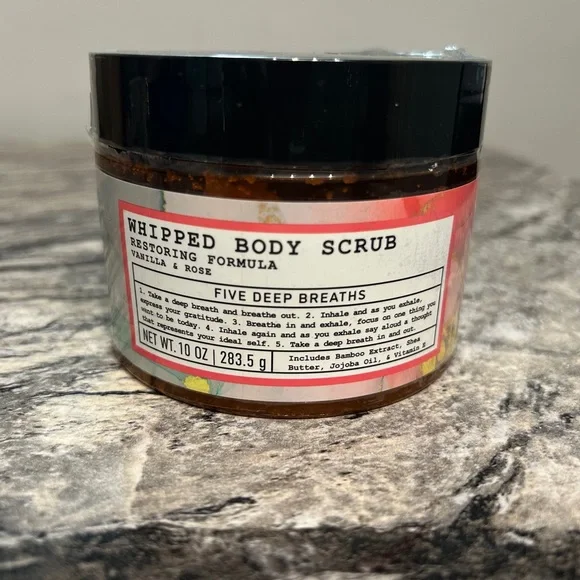 WHIPPED BODY SCRUB
RESTORING FORMULA
VANILLA & ROSE
FIVE DEEP BREATHS
1. Take a deep breath and breathe out. 2. Inhale and as you exhale,
express your gratitude. 3. Breathe in and exhale, focus on one thing you
want to be today. 4. Inhale again and as you exhale say aloud a thought
that represents your ideal self. 5. Take a deep breath in and out.
NET WT. 10 OZ | 283.5 g
Includes Bamboo Extract, Shea
Butter, Jojoba Oil, & Vitamin E